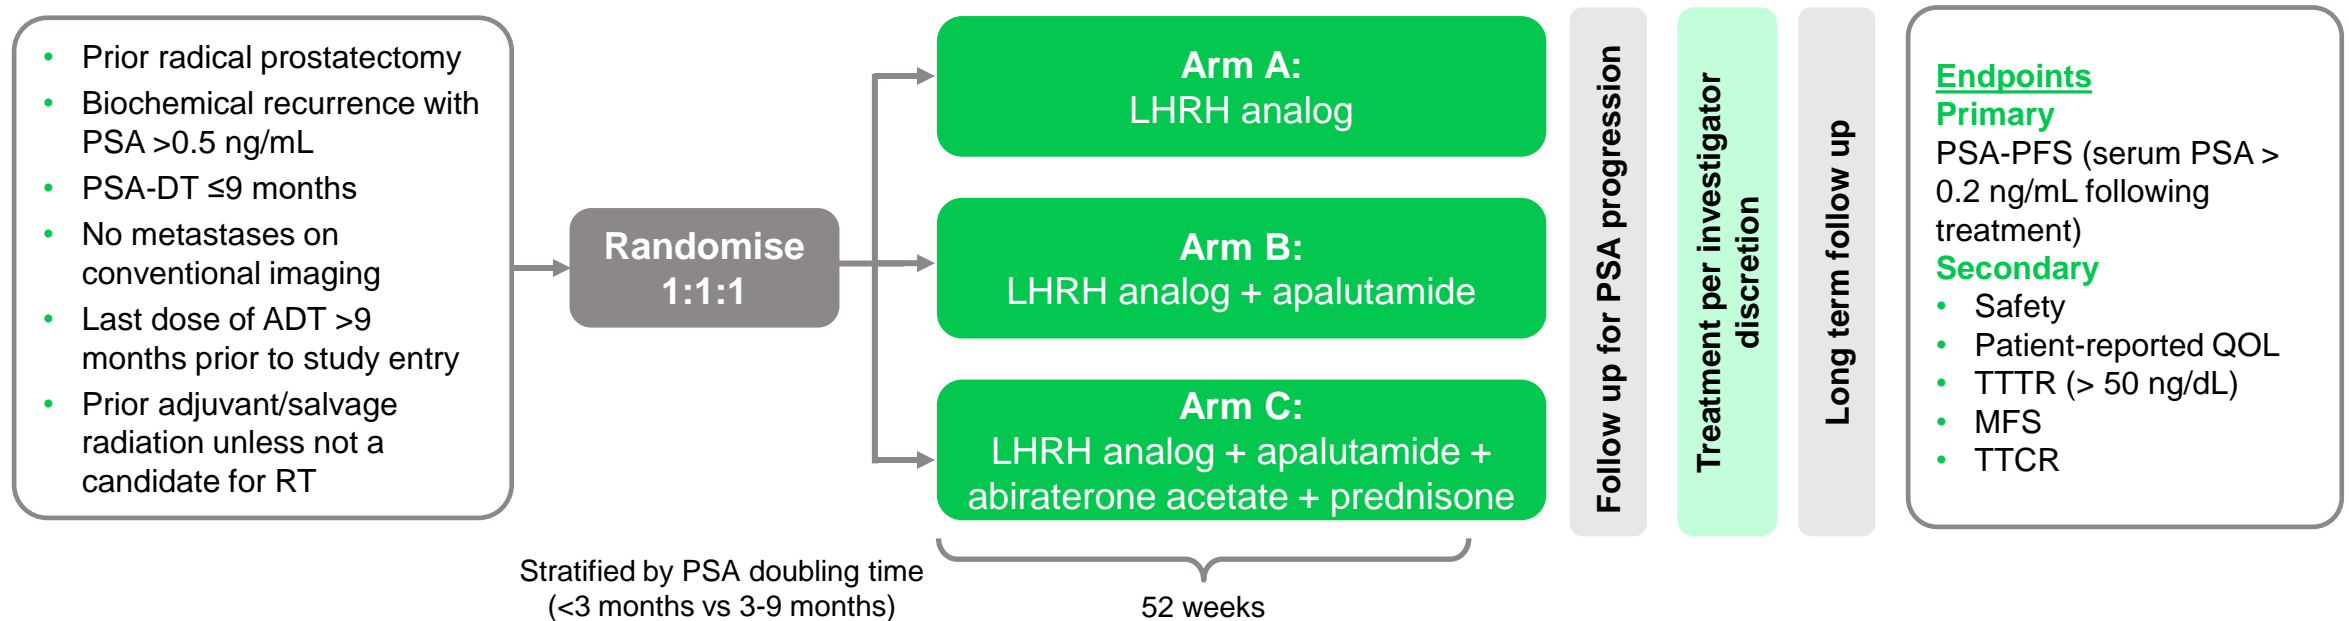 • Prior radical prostatectomy
• Biochemical recurrence with
PSA >0.5 ng/mL
• PSA-DT ≤9 months
• No metastases on
conventional imaging
• Last dose of ADT >9
months prior to study entry
• Prior adjuvant/salvage
radiation unless not a
candidate for RT
Randomise
1:1:1
Stratified by PSA doubling time
(<3 months vs 3-9 months)
Arm A:
LHRH analog
Arm B:
LHRH analog + apalutamide
Arm C:
LHRH analog + apalutamide +
abiraterone acetate + prednisone
52 weeks
Follow up for PSA progression
Treatment per investigator
discretion
Long term follow up
Endpoints
Primary
PSA-PFS (serum PSA >
0.2 ng/mL following
treatment)
Secondary
• Safety
• Patient-reported QOL
• TTTR (> 50 ng/dL)
• MFS
• TTCR